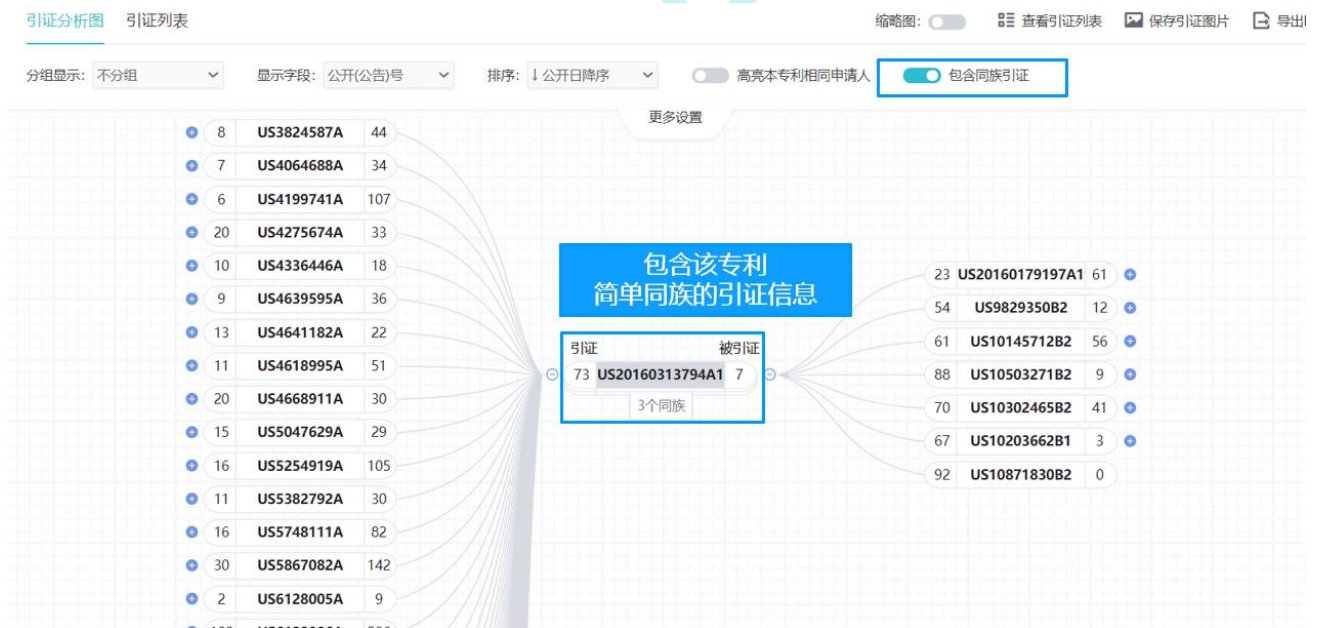 引证分析图 引证列表 缩略图: 查看引证列表 保存引证图片 导出
分组显示: 不分组 显示字段: 公开(公告)号 排序: ↓公开日降序 高亮本专利相同申请人 包含同族引证
更多设置
8 US3824587A 44
7 US4064688A 34
6 US4199741A 107
20 US4275674A 33
10 US4336446A 18
9 US4639595A 36
13 US4641182A 22
11 US4618995A 51
20 US4668911A 30
15 US5047629A 29
16 US5254919A 105
11 US5382792A 30
16 US5748111A 82
30 US5867082A 142
2 US6128005A 9
包含该专利
简单同族的引证信息
引证 被引证
73 US20160313794A1 7
3个同族
23 US20160179197A1 61
54 US9829350B2 12
61 US10145712B2 56
88 US10503271B2 9
70 US10302465B2 41
67 US10203662B1 3
92 US10871830B2 0